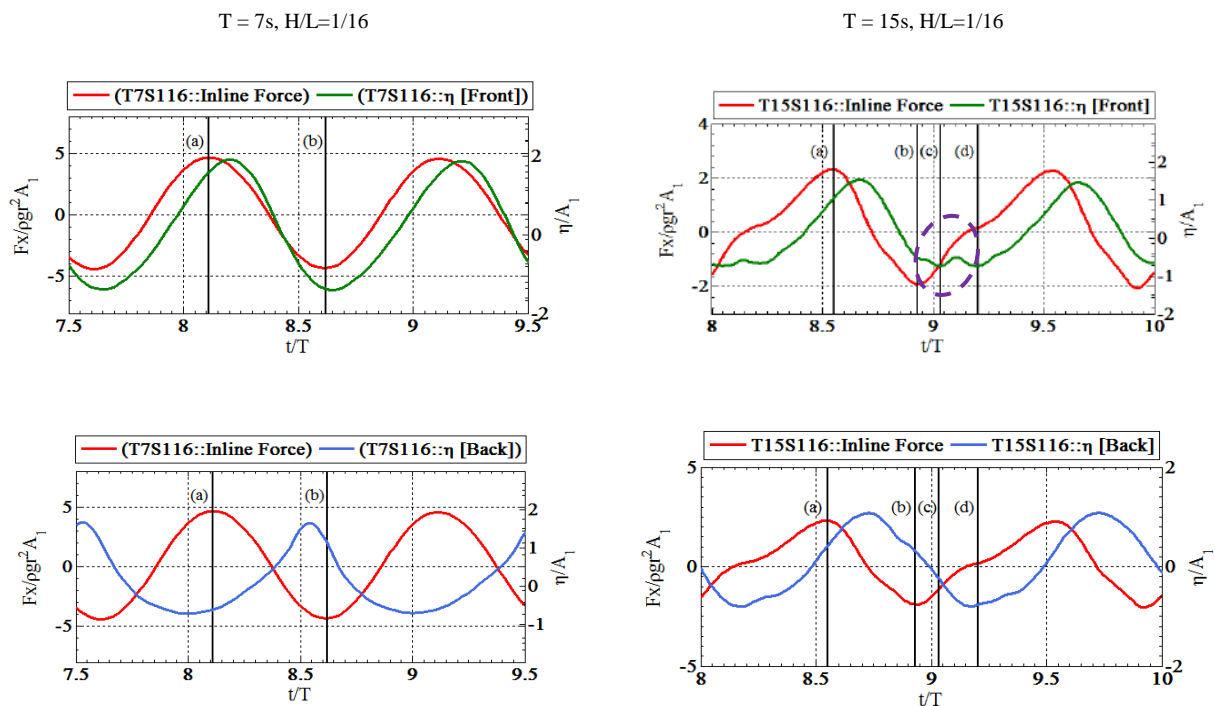 T = 7s, H/L=1/16
T = 15s, H/L=1/16
(T7S116::Inline Force) (T7S116::η [Front])
(a) (b)
5
0
-5
Fx/ρgr²A₁
2
1
0
-1
-2
η/A₁
7.5 8 8.5 9 9.5
t/T
T15S116::Inline Force T15S116::η [Front]
(a) (b) (c) (d)
4
2
0
-2
Fx/ρgr²A₁
2
1
0
-1
-2
η/A₁
8 8.5 9 9.5 10
t/T
(T7S116::Inline Force) (T7S116::η [Back])
(a) (b)
5
0
-5
Fx/ρgr²A₁
2
1
0
-1
η/A₁
7.5 8 8.5 9 9.5
t/T
T15S116::Inline Force T15S116::η [Back]
(a) (b) (c) (d)
5
0
-5
Fx/ρgr²A₁
2
0
-2
η/A₁
8 8.5 9 9.5 10
t/T